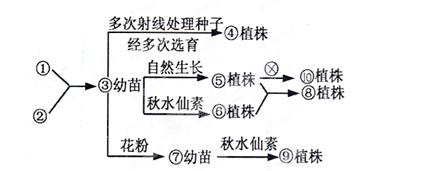 多次射线处理种子
④植株
经多次选育
自然生长
①
③幼苗
⑤植株
⑩植株
⑧植株
②
秋水仙素
⑥植株
花粉
秋水仙素
⑦幼苗
⑨植株